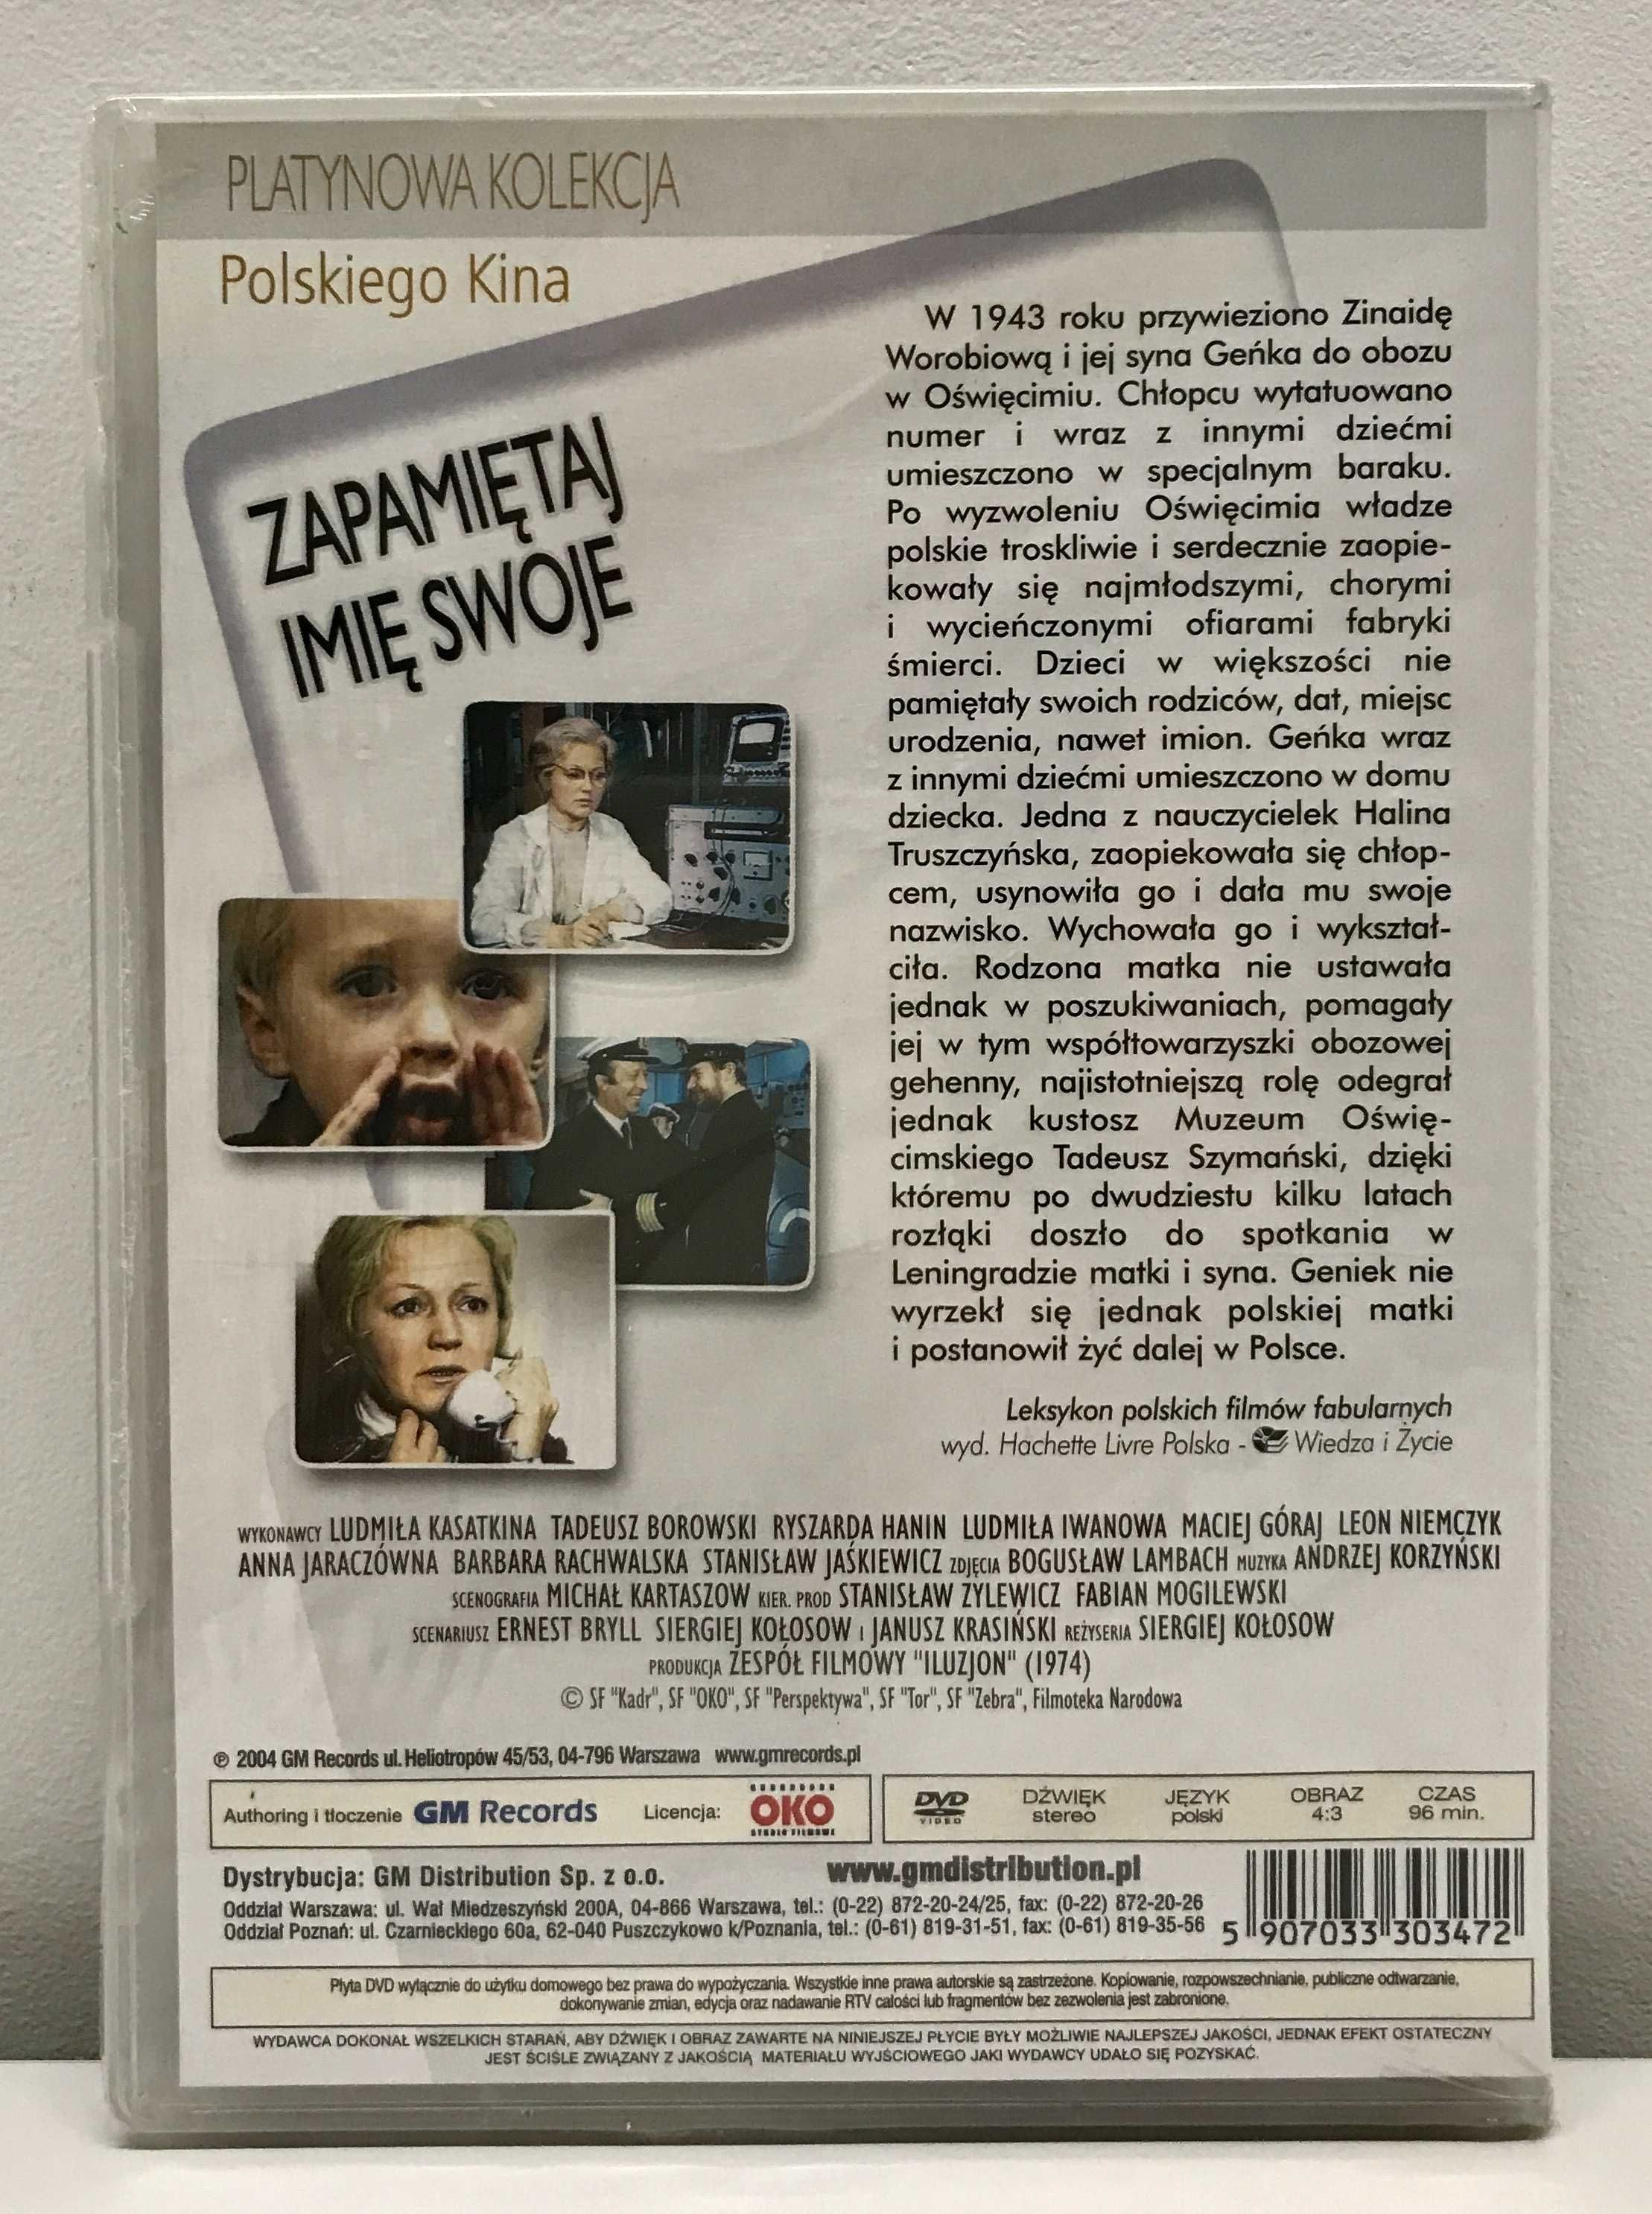 PLATYNOWA KOLEKCJA
Polskiego Kina
ZAPAMIĘTAJ
IMIĘ SWOJE
W 1943 roku przywieziono Zinaidę
Worobiową i jej syna Geńka do obozu
w Oświęcimiu. Chłopcu wytatuowano
numer i wraz z innymi dziećmi
umieszczono w specjalnym baraku.
Po wyzwoleniu Oświęcimia władze
polskie troskliwie i serdecznie zaopie-
kowały się najmłodszymi, chorymi
i wycieńczonymi ofiarami fabryki
śmierci. Dzieci w większości nie
pamiętały swoich rodziców, dat, miejsc
urodzenia, nawet imion. Geńka wraz
z innymi dziećmi umieszczono w domu
dziecka. Jedna z nauczycielek Halina
Truszczyńska, zaopiekowała się chłop-
cem, usynowiła go i dała mu swoje
nazwisko. Wychowała go i wykształ-
ciła. Rodzona matka nie ustawała
jednak w poszukiwaniach, pomagały
jej w tym współtowarzyszki obozowej
gehenny, najistotniejszą rolę odegrał
jednak kustosz Muzeum Oświę-
cimskiego Tadeusz Szymański, dzięki
któremu po dwudziestu kilku latach
rozłąki doszło do spotkania w
Leningradzie matki i syna. Geniek nie
wyrzekł się jednak polskiej matki
i postanowił żyć dalej w Polsce.
Leksykon polskich filmów fabularnych
wyd. Hachette Livre Polska - Wiedza i Życie
WYKONAWCY LUDMIŁA KASATKINA TADEUSZ BOROWSKI RYSZARDA HANIN LUDMIŁA IWANOWA MACIEJ GÓRAJ LEON NIEMCZYK
ANNA JARACZÓWNA BARBARA RACHWALSKA STANISŁAW JAŚKIEWICZ ZDJĘCIA BOGUSŁAW LAMBACH MUZYKA ANDRZEJ KORZYŃSKI
SCENOGRAFIA MICHAŁ KARTASZOW KIER. PROD STANISŁAW ZYLEWICZ FABIAN MOGILEWSKI
SCENARIUSZ ERNEST BRYLL SIERGIEJ KOŁOSOW I JANUSZ KRASIŃSKI REŻYSERIA SIERGIEJ KOŁOSOW
PRODUKCJA ZESPÓŁ FILMOWY "ILUZJON" (1974)
© SF "Kadr", SF "OKO", SF "Perspektywa", SF "Tor", SF "Zebra", Filmoteka Narodowa
℗ 2004 GM Records ul. Heliotropów 45/53, 04-796 Warszawa www.gmrecords.pl
Authoring i tłoczenie GM Records Licencja: OKO
STUDIO FILMOWE
DVD VIDEO
DŹWIĘK
stereo
JĘZYK
polski
OBRAZ
4:3
CZAS
96 min.
Dystrybucja: GM Distribution Sp. z o.o. www.gmdistribution.pl
Oddział Warszawa: ul. Wał Miedzeszyński 200A, 04-866 Warszawa, tel.: (0-22) 872-20-24/25, fax: (0-22) 872-20-26
Oddział Poznań: ul. Czarnieckiego 60a, 62-040 Puszczykowo k/Poznania, tel.: (0-61) 819-31-51, fax: (0-61) 819-35-56
5 907033 303472
Płyta DVD wyłącznie do użytku domowego bez prawa do wypożyczania. Wszystkie inne prawa autorskie są zastrzeżone. Kopiowanie, rozpowszechnianie, publiczne odtwarzanie,
dokonywanie zmian, edycja oraz nadawanie RTV całości lub fragmentów bez zezwolenia jest zabronione.
WYDAWCA DOKONAŁ WSZELKICH STARAŃ, ABY DŹWIĘK I OBRAZ ZAWARTE NA NINIEJSZEJ PŁYCIE BYŁY MOŻLIWIE NAJLEPSZEJ JAKOŚCI, JEDNAK EFEKT OSTATECZNY
JEST ŚCIŚLE ZWIĄZANY Z JAKOŚCIĄ MATERIAŁU WYJŚCIOWEGO JAKI WYDAWCY UDAŁO SIĘ POZYSKAĆ.